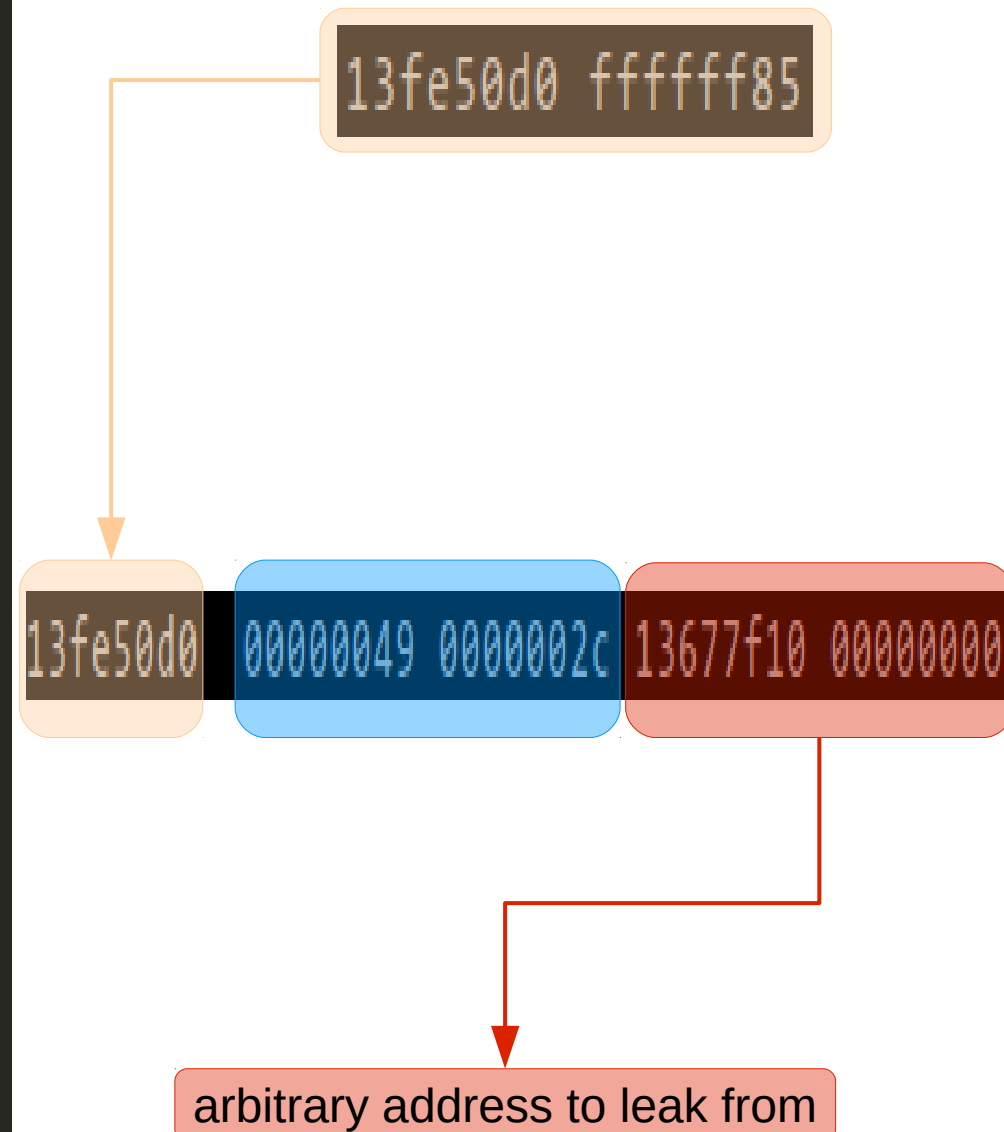 13fe50d0 ffffff85
13fe50d0 00000049 0000002c 13677f10 00000000
arbitrary address to leak from